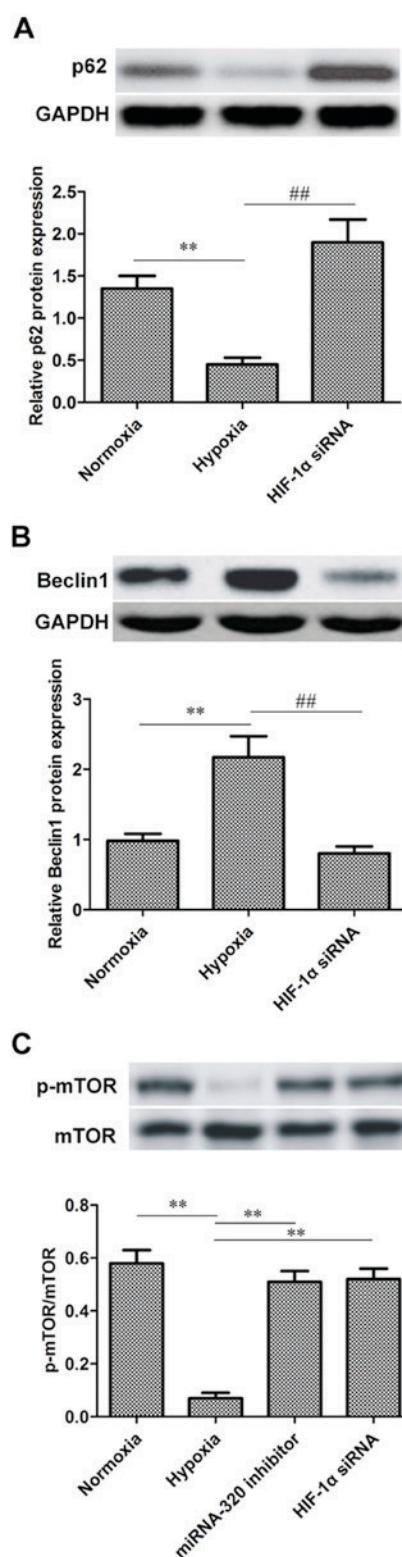 A
p62
GAPDH
Relative p62 protein expression
2.5
2.0
1.5
1.0
0.5
0.0
**
##
Normoxia
Hypoxia
HIF-1α siRNA
B
Beclin1
GAPDH
Relative Beclin1 protein expression
3
2
1
0
**
##
Normoxia
Hypoxia
HIF-1α siRNA
C
p-mTOR
mTOR
p-mTOR/mTOR
0.8
0.6
0.4
0.2
0.0
**
**
**
Normoxia
Hypoxia
miRNA-320 inhibitor
HIF-1α siRNA